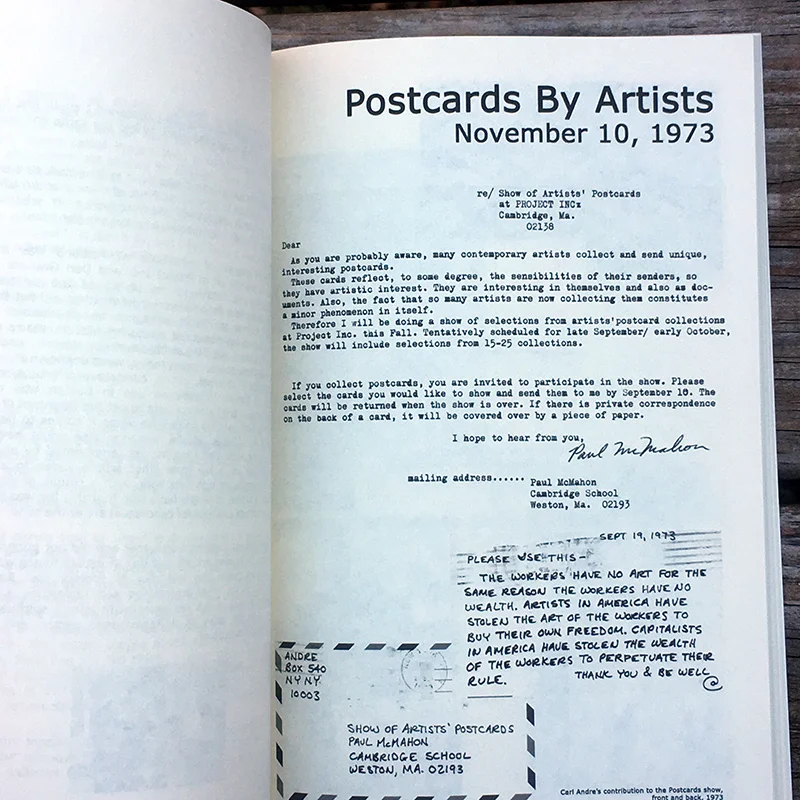 Postcards By Artists
November 10, 1973
re/ Show of Artists' Postcards
at PROJECT INC:
Cambridge, Ma.
02138
Dear
As you are probably aware, many contemporary artists collect and send unique,
interesting postcards.
These cards reflect, to some degree, the sensibilities of their senders, so
they have artistic interest. They are interesting in themselves and also as doc-
uments. Also, the fact that so many artists are now collecting them constitutes
a minor phenomenon in itself.
Therefore I will be doing a show of selections from artists'postcard collections
at Project Inc. this Fall. Tentatively scheduled for late September/ early October,
the show will include selections from 15-25 collections.
If you collect postcards, you are invited to participate in the show. Please
select the cards you would like to show and send them to me by September 18. The
cards will be returned when the show is over. If there is private correspondence
on the back of a card, it will be covered over by a piece of paper.
I hope to hear from you,
Paul McMahon
mailing address...... Paul McMahon
Cambridge School
Weston, Ma. 02193
SEPT 19, 1973
PLEASE USE THIS -
THE WORKERS HAVE NO ART FOR THE
SAME REASON THE WORKERS HAVE NO
WEALTH. ARTISTS IN AMERICA HAVE
STOLEN THE ART OF THE WORKERS TO
BUY THEIR OWN FREEDOM. CAPITALISTS
IN AMERICA HAVE STOLEN THE WEALTH
OF THE WORKERS TO PERPETUATE THEIR
RULE. THANK YOU & BE WELL
@
ANDRE
BOX 540
NY NY
10003
SHOW OF ARTISTS' POSTCARDS
PAUL McMAHON
CAMBRIDGE SCHOOL
WESTON, MA. 02193
Carl Andre's contribution to the Postcards show,
front and back, 1973